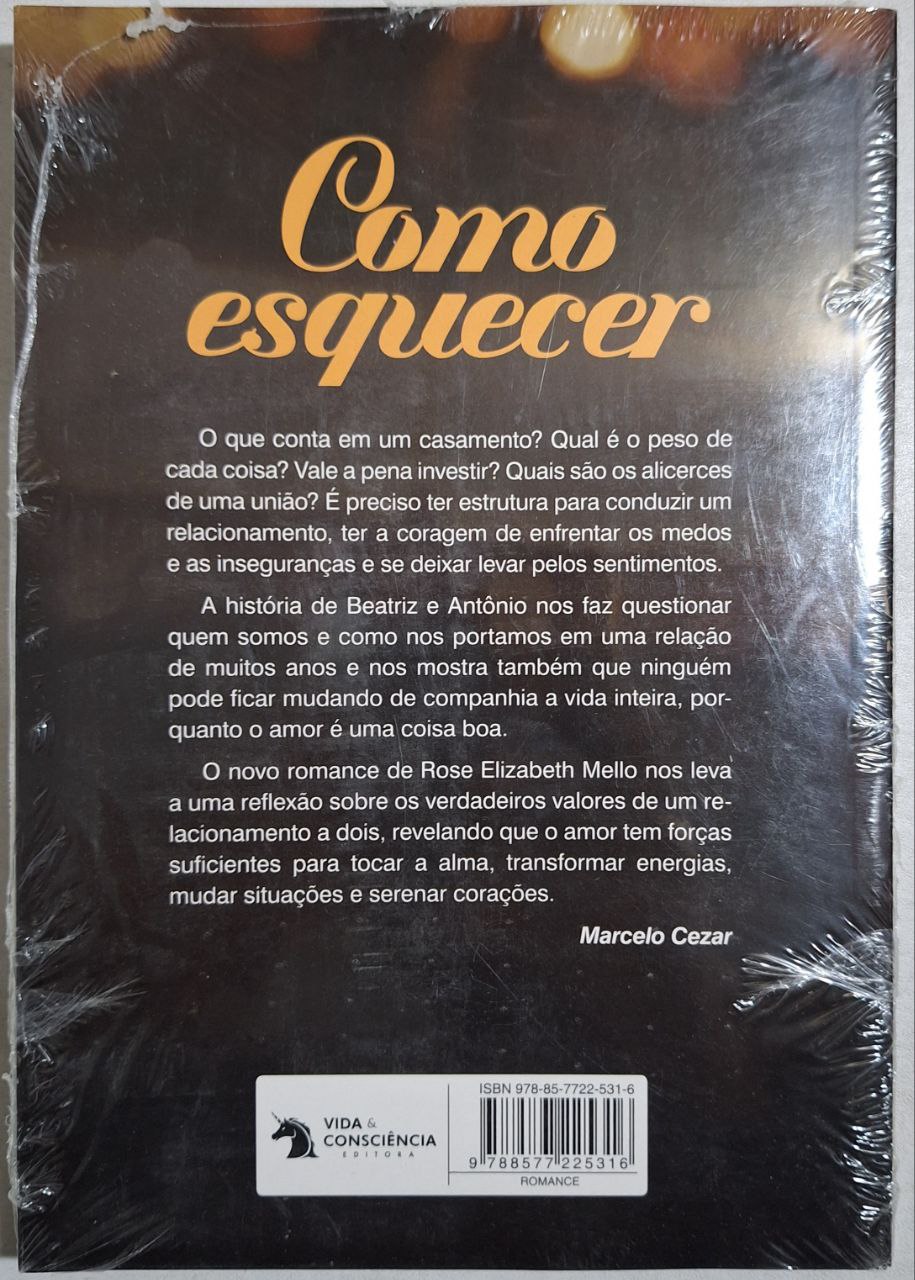 Como
esquecer
O que conta em um casamento? Qual é o peso de
cada coisa? Vale a pena investir? Quais são os alicerces
de uma união? É preciso ter estrutura para conduzir um
relacionamento, ter a coragem de enfrentar os medos
e as inseguranças e se deixar levar pelos sentimentos.
A história de Beatriz e Antônio nos faz questionar
quem somos e como nos portamos em uma relação
de muitos anos e nos mostra também que ninguém
pode ficar mudando de companhia a vida inteira, por-
quanto o amor é uma coisa boa.
O novo romance de Rose Elizabeth Mello nos leva
a uma reflexão sobre os verdadeiros valores de um re-
lacionamento a dois, revelando que o amor tem forças
suficientes para tocar a alma, transformar energias,
mudar situações e serenar corações.
Marcelo Cezar
VIDA &
CONSCIÊNCIA
EDITORA
ISBN 978-85-7722-531-6
9 788577 225316
ROMANCE